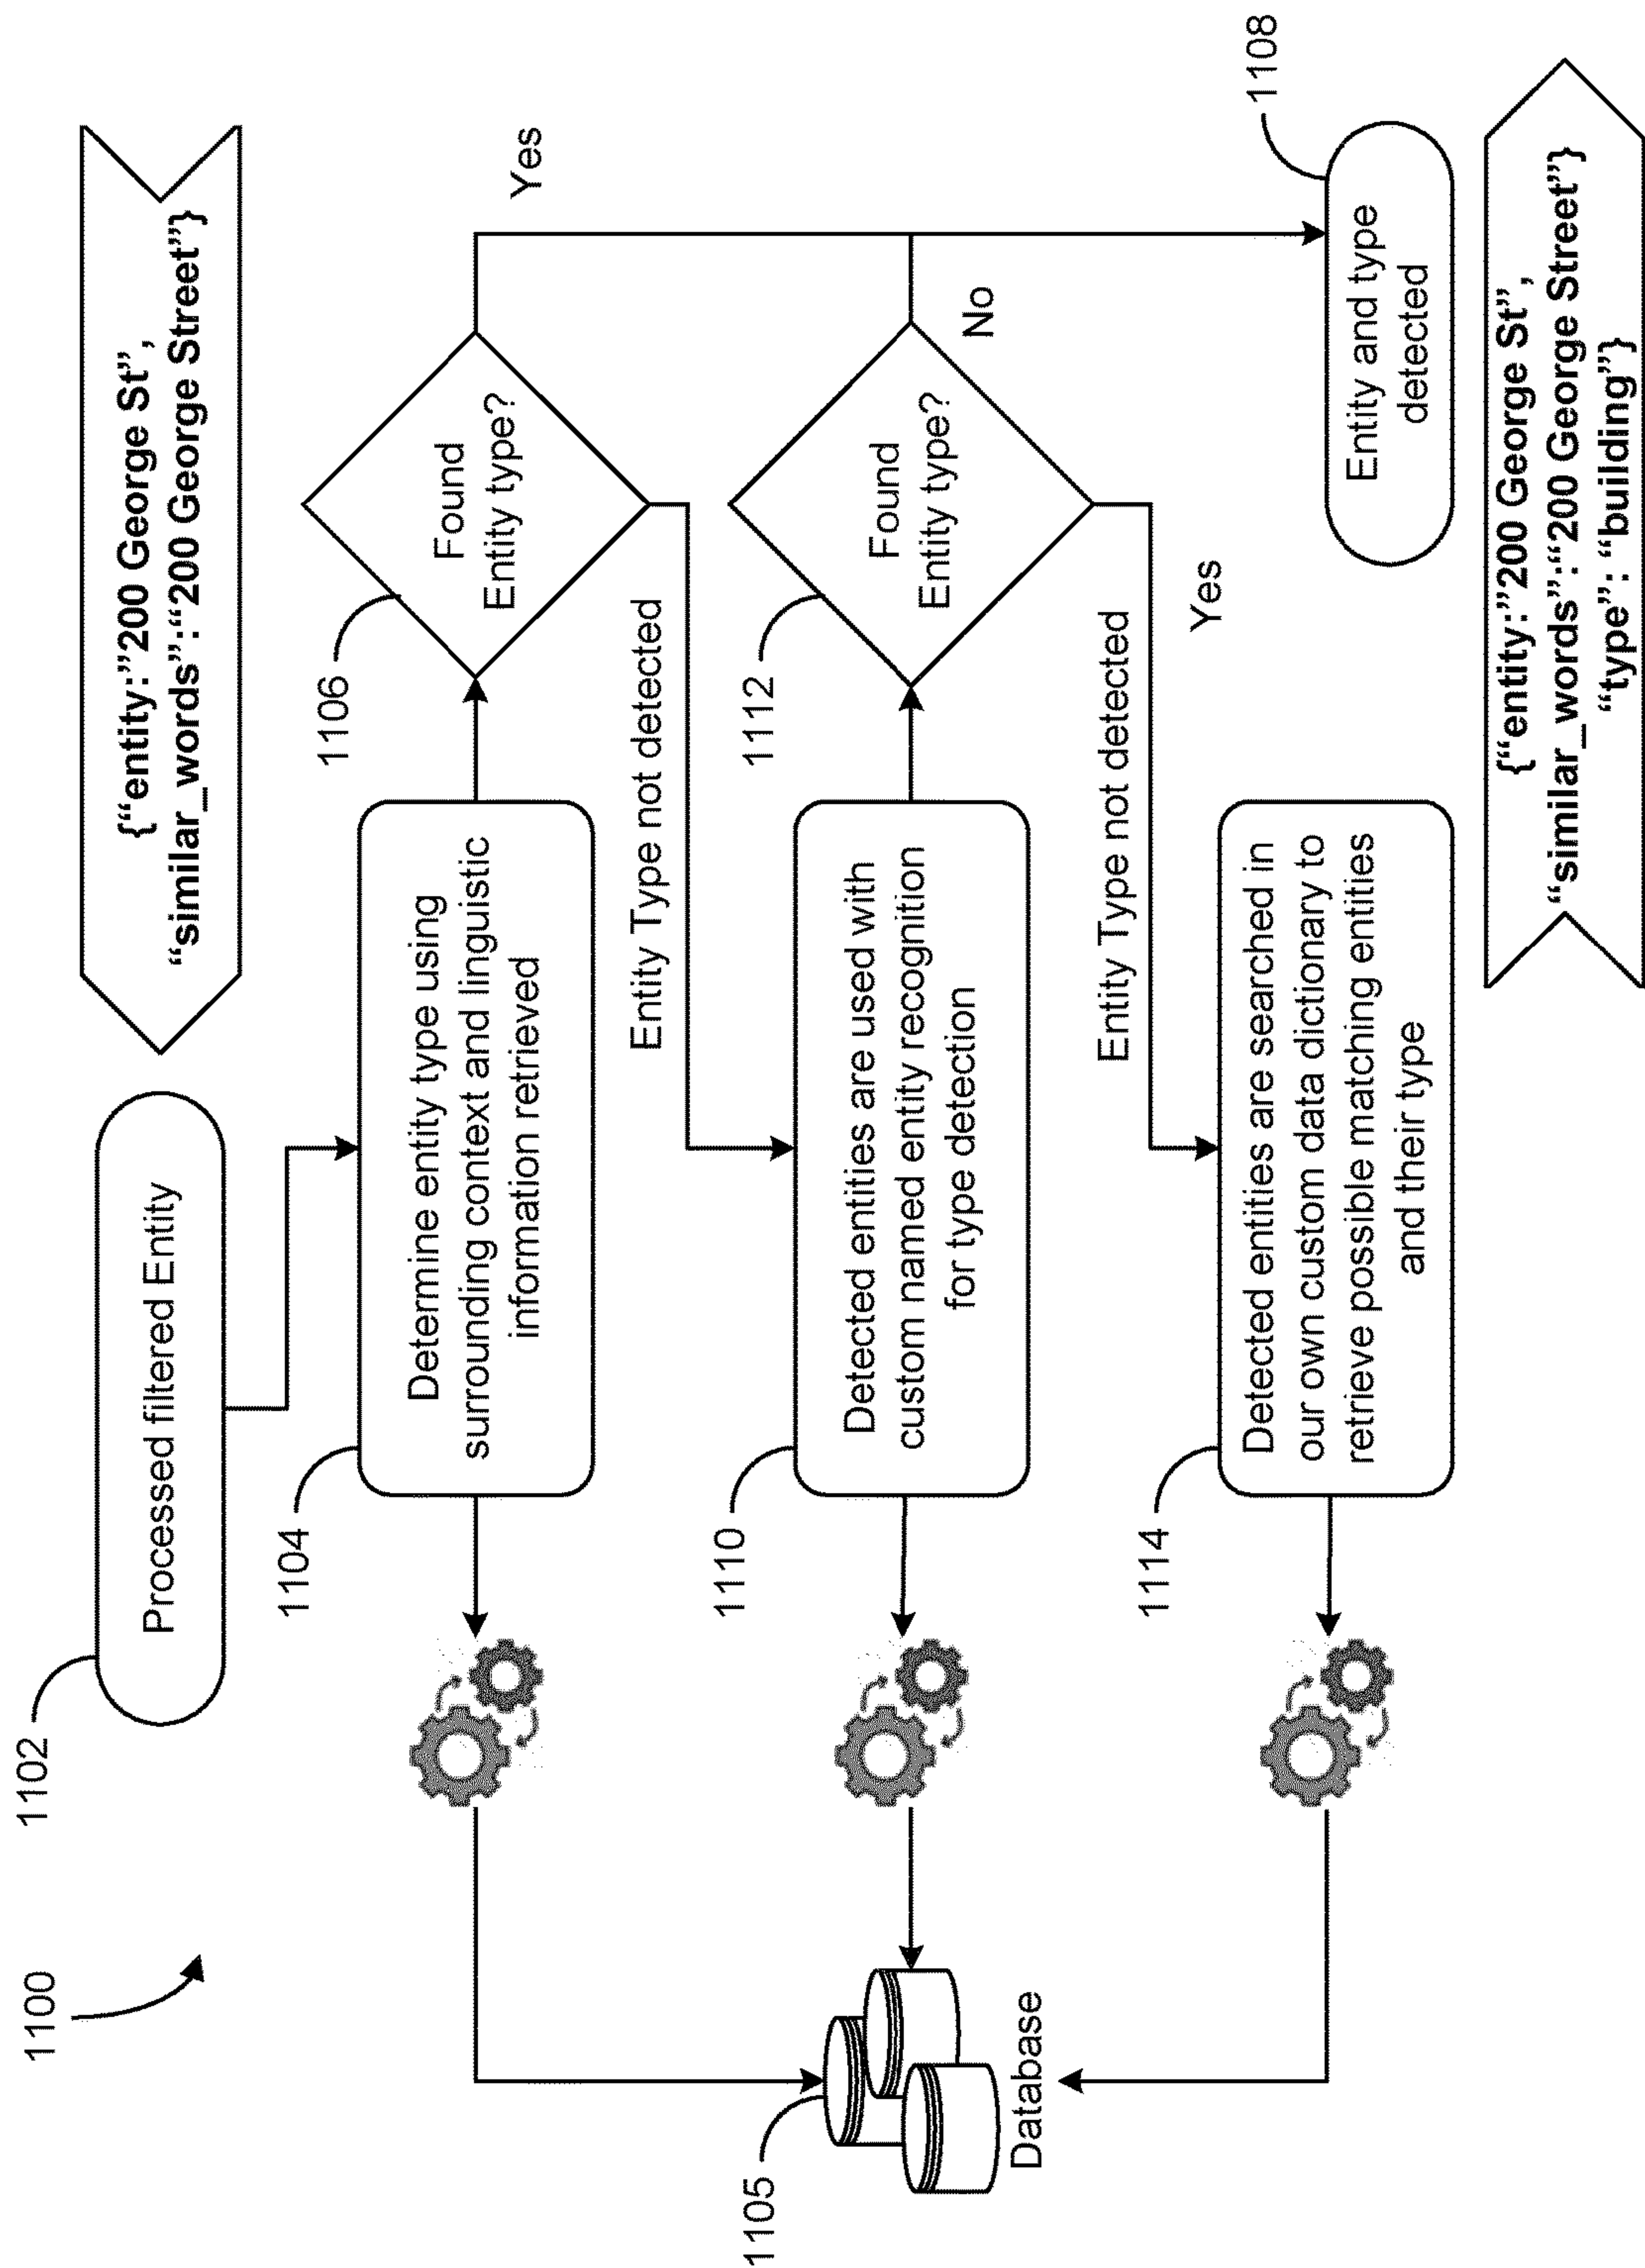 1100
1102
Processed filtered Entity
{“entity:”200 George St”,
“similar_words”:“200 George Street”}
1104
Determine entity type using
surrounding context and linguistic
information retrieved
1106
Found
Entity type?
Yes
Entity Type not detected
1105
Database
1110
Detected entities are used with
custom named entity recognition
for type detection
1112
Found
Entity type?
No
Entity Type not detected
Yes
1114
Detected entities are searched in
our own custom data dictionary to
retrieve possible matching entities
and their type
1108
Entity and type
detected
{“entity:”200 George St”,
“similar_words”:“200 George Street”}
“type”: “building”}